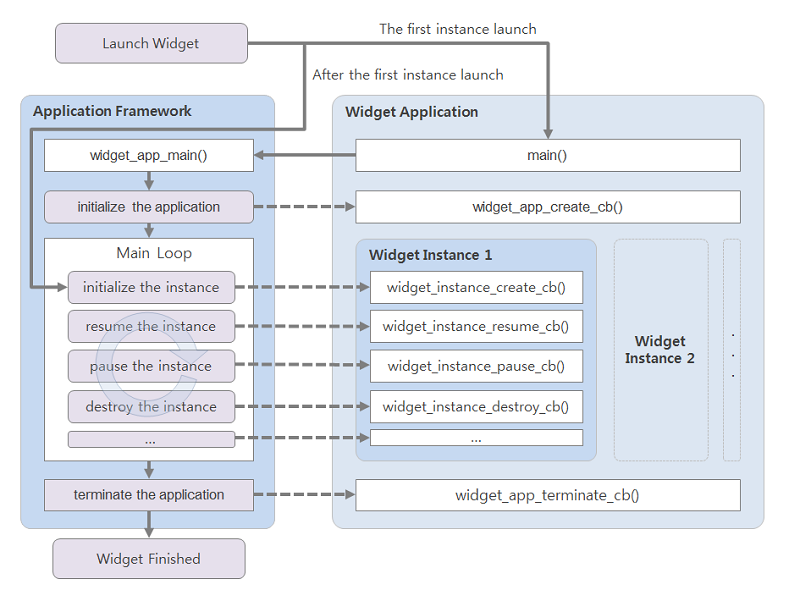 The first instance launch
Launch Widget
After the first instance launch
Application Framework
Widget Application
widget_app_main()
main()
initialize the application
widget_app_create_cb()
Main Loop
Widget Instance 1
initialize the instance
widget_instance_create_cb()
resume the instance
widget_instance_resume_cb()
pause the instance
widget_instance_pause_cb()
destroy the instance
widget_instance_destroy_cb()
...
...
Widget
Instance 2
.
.
.
terminate the application
widget_app_terminate_cb()
Widget Finished